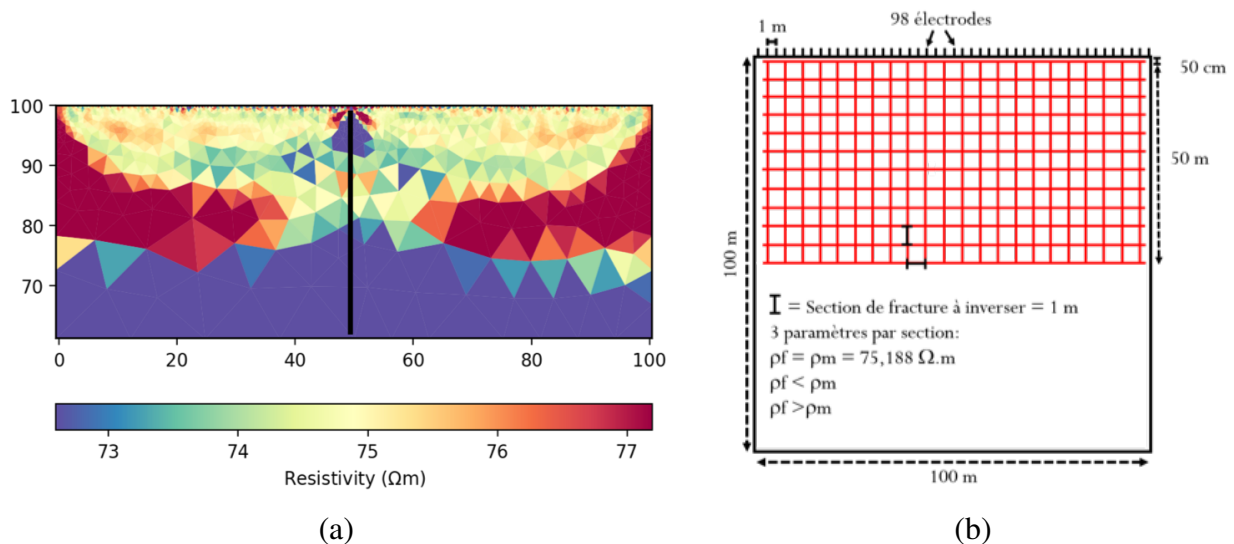 100
90
80
70
0
20
40
60
80
100
73
74
75
76
77
Resistivity (Ωm)
(a)
98 électrodes
1 m
50 cm
50 m
100 m
I = Section de fracture à inverser = 1 m
3 paramètres par section:
ρf = ρm = 75,188 Ω.m
ρf < ρm
ρf >ρm
100 m
(b)